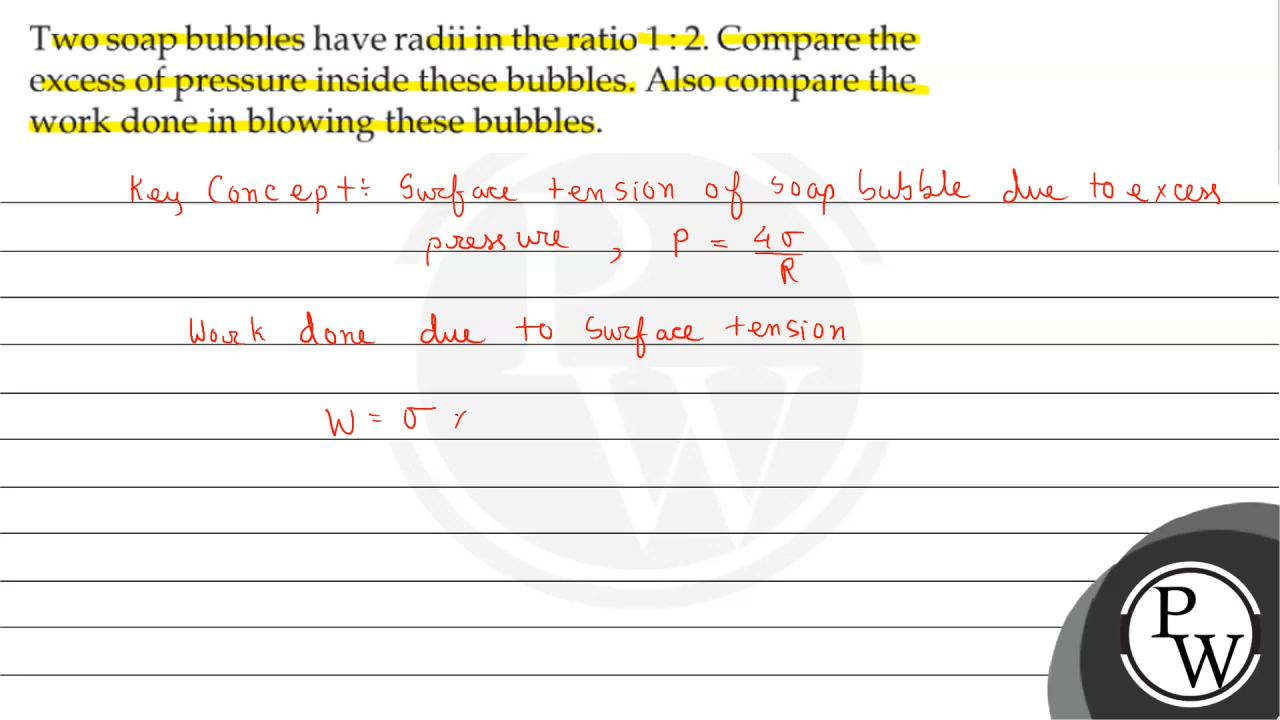 Two soap bubbles have radii in the ratio 1 : 2. Compare the
excess of pressure inside these bubbles. Also compare the
work done in blowing these bubbles.
Key Concept:- Surface tension of soap bubble due to excess
pressure , P = 4σ/R
Work done due to surface tension
W = σ ×
PW
PW